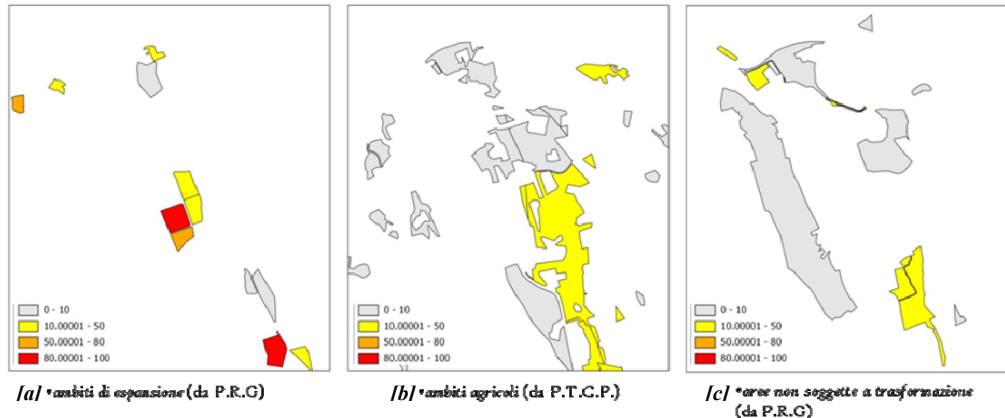 0 - 10
10.00001 - 50
50.00001 - 80
80.00001 - 100
[a] *ambiti di espansione (da P.R.G)
0 - 10
10.00001 - 50
50.00001 - 80
80.00001 - 100
[b] *ambiti agricoli (da P.T.C.P.)
0 - 10
10.00001 - 50
50.00001 - 80
80.00001 - 100
[c] *aree non soggette a trasformazione
(da P.R.G)